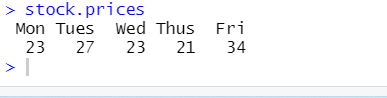 > stock.prices
Mon Tues Wed Thus Fri
23 27 23 21 34
>